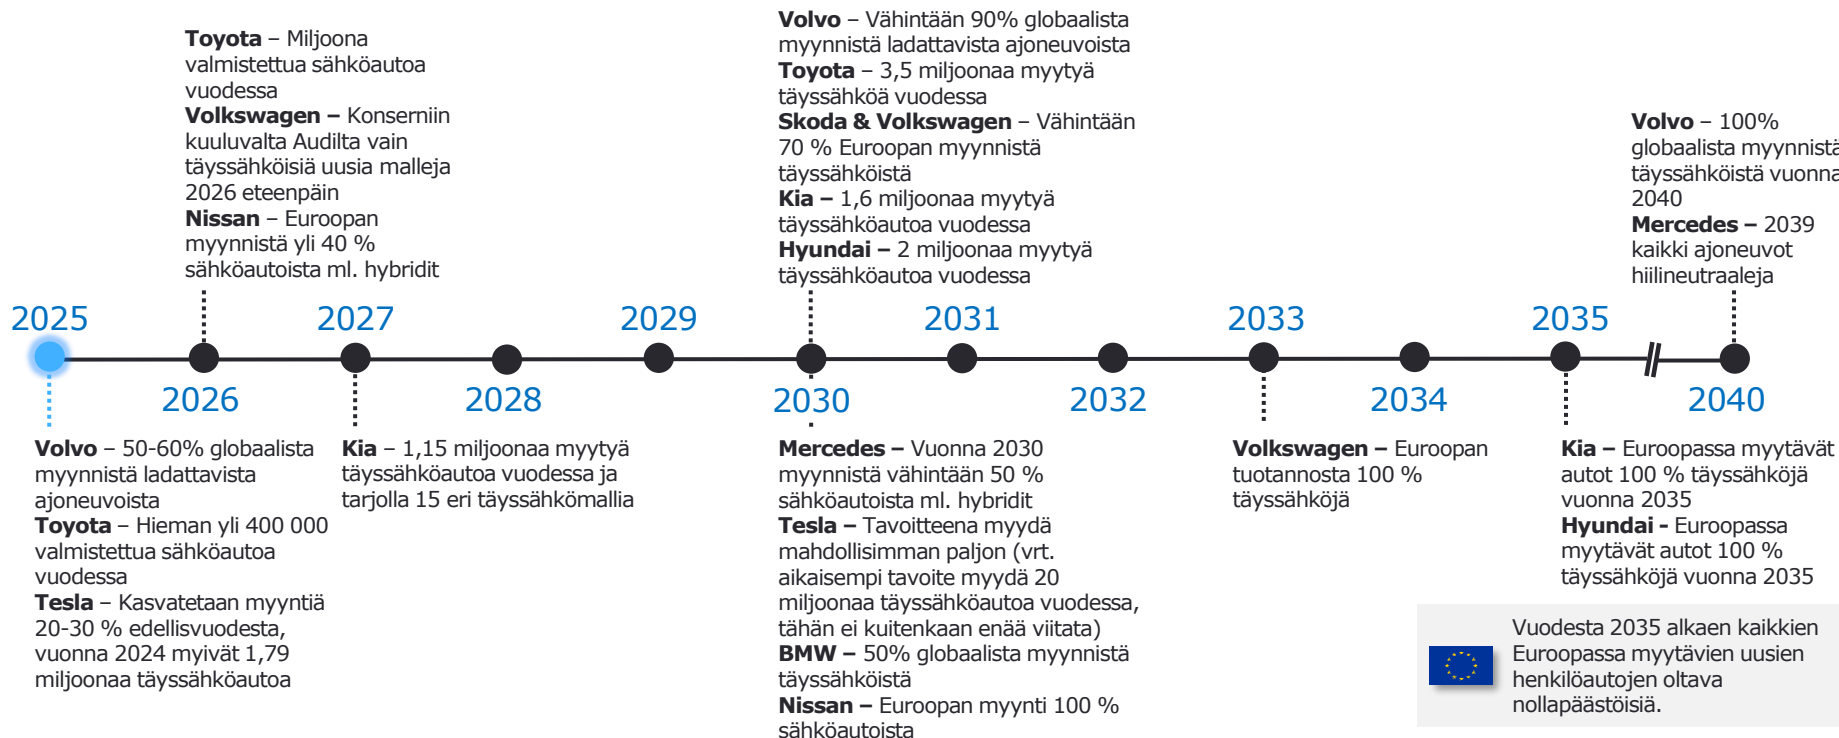 Toyota – Miljoona
valmistettua sähköautoa
vuodessa
Volkswagen – Konserniin
kuuluvalta Audilta vain
täyssähköisiä uusia malleja
2026 eteenpäin
Nissan – Euroopan
myynnistä yli 40 %
sähköautoista ml. hybridit
Volvo – Vähintään 90% globaalista
myynnistä ladattavista ajoneuvoista
Toyota – 3,5 miljoonaa myytyä
täyssähköä vuodessa
Skoda & Volkswagen – Vähintään
70 % Euroopan myynnistä
täyssähköistä
Kia – 1,6 miljoonaa myytyä
täyssähköautoa vuodessa
Hyundai – 2 miljoonaa myytyä
täyssähköautoa vuodessa
Volvo – 100%
globaalista myynnistä
täyssähköistä vuonna
2040
Mercedes – 2039
kaikki ajoneuvot
hiilineutraaleja
2025
2027
2029
2031
2033
2035
2026
2028
2030
2032
2034
2040
Volvo – 50-60% globaalista
myynnistä ladattavista
ajoneuvoista
Toyota – Hieman yli 400 000
valmistettua sähköautoa
vuodessa
Tesla – Kasvatetaan myyntiä
20-30 % edellisvuodesta,
vuonna 2024 myivät 1,79
miljoonaa täyssähköautoa
Kia – 1,15 miljoonaa myytyä
täyssähköautoa vuodessa ja
tarjolla 15 eri täyssähkömallia
Mercedes – Vuonna 2030
myynnistä vähintään 50 %
sähköautoista ml. hybridit
Tesla – Tavoitteena myydä
mahdollisimman paljon (vrt.
aikaisempi tavoite myydä 20
miljoonaa täyssähköautoa vuodessa,
tähän ei kuitenkaan enää viitata)
BMW – 50% globaalista myynnistä
täyssähköistä
Nissan – Euroopan myynti 100 %
sähköautoista
Volkswagen – Euroopan
tuotannosta 100 %
täyssähköjä
Kia – Euroopassa myytävät
autot 100 % täyssähköjä
vuonna 2035
Hyundai - Euroopassa
myytävät autot 100 %
täyssähköjä vuonna 2035
Vuodesta 2035 alkaen kaikkien
Euroopassa myytävien uusien
henkilöautojen oltava
nollapäästöisiä.